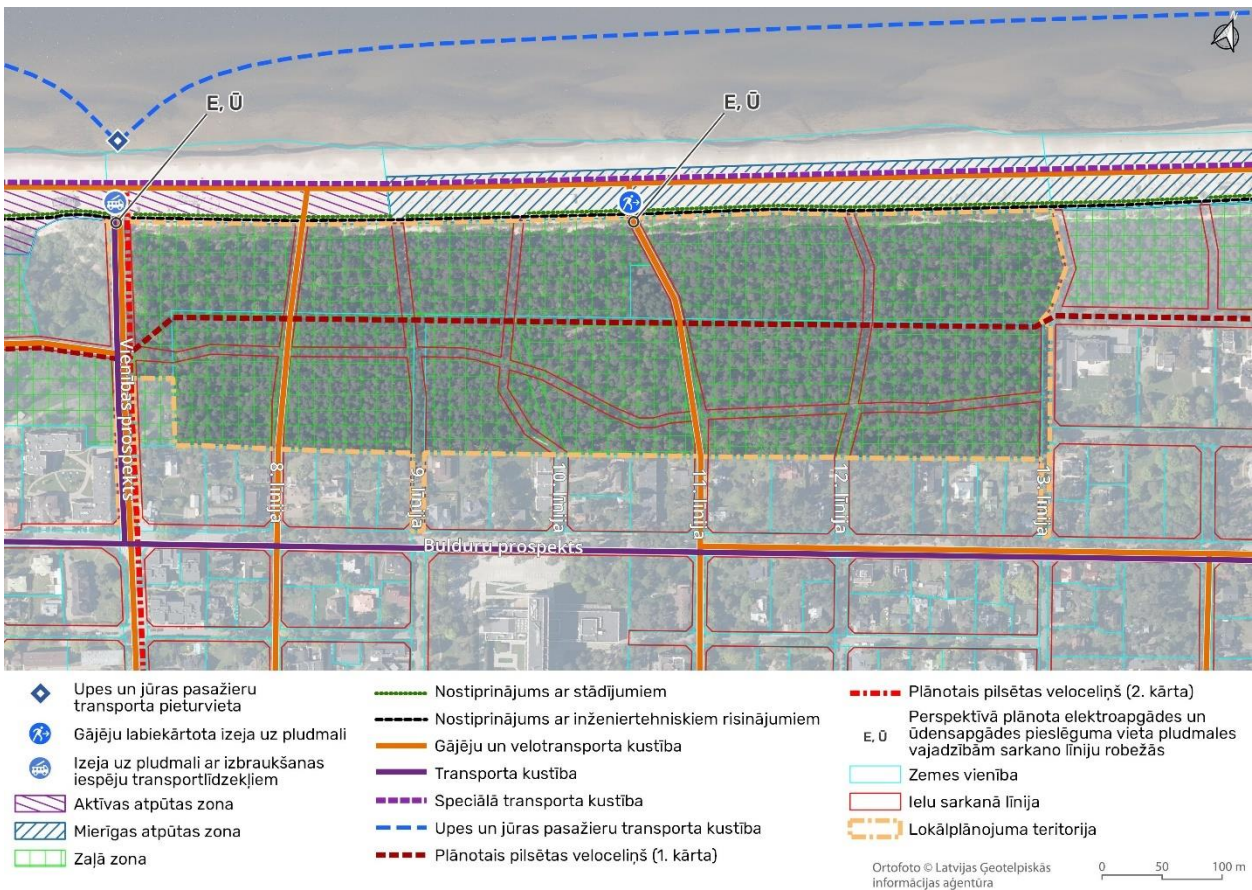 E, Ū
E, Ū
Vienības prospekts
8. līnija
9. līnija
10. līnija
11. līnija
12. līnija
13. līnija
Bulduru prospekts
Upes un jūras pasažieru
transporta pieturvieta
Gājēju labiekārtota izeja uz pludmali
Izeja uz pludmali ar izbraukšanas
iespēju transportlīdzekļiem
Aktīvas atpūtas zona
Mierīgas atpūtas zona
Zaļā zona
Nostiprinājums ar stādījumiem
Nostiprinājums ar inženiertehniskiem risinājumiem
Gājēju un velotransporta kustība
Transporta kustība
Speciālā transporta kustība
Upes un jūras pasažieru transporta kustība
Plānotais pilsētas veloceliņš (1. kārta)
Plānotais pilsētas veloceliņš (2. kārta)
E, Ū
Perspektīvā plānota elektroapgādes un
ūdensapgādes pieslēguma vieta pludmales
vajadzībām sarkano līniju robežās
Zemes vienība
Ielu sarkanā līnija
Lokālplānojuma teritorija
Ortofoto © Latvijas Ģeotelpiskās
informācijas aģentūra
0 50 100 m